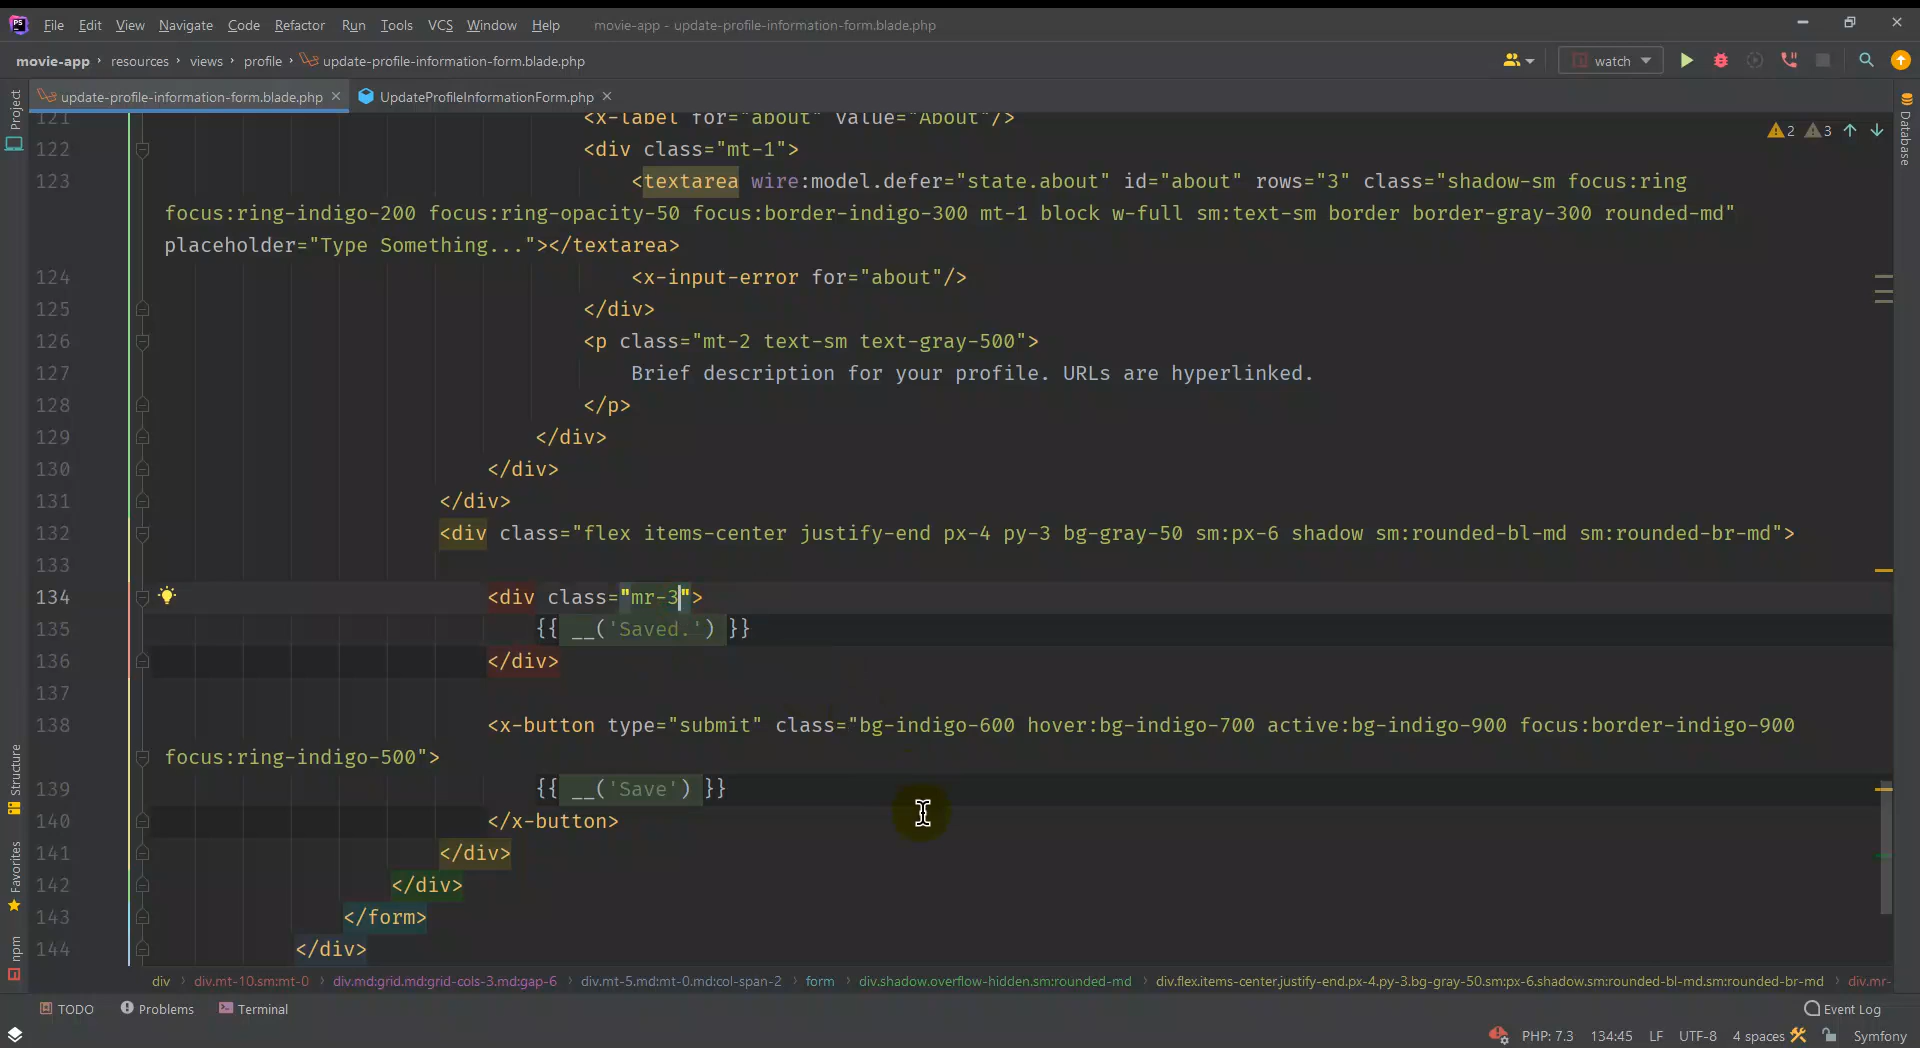 File Edit View Navigate Code Refactor Run Tools VCS Window Help movie-app - update-profile-information-form.blade.php
movie-app › resources › views › profile › update-profile-information-form.blade.php watch
update-profile-information-form.blade.php × UpdateProfileInformationForm.php ×
Project
Database
2 3
121 <x-label for="about" value="About"/>
122 <div class="mt-1">
123 <textarea wire:model.defer="state.about" id="about" rows="3" class="shadow-sm focus:ring
focus:ring-indigo-200 focus:ring-opacity-50 focus:border-indigo-300 mt-1 block w-full sm:text-sm border border-gray-300 rounded-md"
placeholder="Type Something..."></textarea>
124 <x-input-error for="about"/>
125 </div>
126 <p class="mt-2 text-sm text-gray-500">
127 Brief description for your profile. URLs are hyperlinked.
128 </p>
129 </div>
130 </div>
131 </div>
132 <div class="flex items-center justify-end px-4 py-3 bg-gray-50 sm:px-6 shadow sm:rounded-bl-md sm:rounded-br-md">
133
134 <div class="mr-3">
135 {{ __('Saved.') }}
136 </div>
137
138 <x-button type="submit" class="bg-indigo-600 hover:bg-indigo-700 active:bg-indigo-900 focus:border-indigo-900
focus:ring-indigo-500">
139 {{ __('Save') }}
140 </x-button>
141 </div>
142 </div>
143 </form>
144 </div>
Structure
Favorites
npm
div › div.mt-10.sm:mt-0 › div.md:grid.md:grid-cols-3.md:gap-6 › div.mt-5.md:mt-0.md:col-span-2 › form › div.shadow.overflow-hidden.sm:rounded-md › div.flex.items-center.justify-end.px-4.py-3.bg-gray-50.sm:px-6.shadow.sm:rounded-bl-md.sm:rounded-br-md › div.mr-
TODO Problems Terminal Event Log
PHP: 7.3 134:45 LF UTF-8 4 spaces Symfony